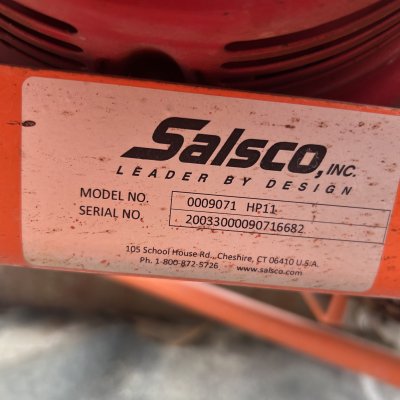 Salsco, INC.
LEADER BY DESIGN
MODEL NO. 0009071 HP11
SERIAL NO. 20033000090716682
105 School House Rd., Cheshire, CT 06410 U.S.A.
Ph. 1-800-872-5726 www.salsco.com